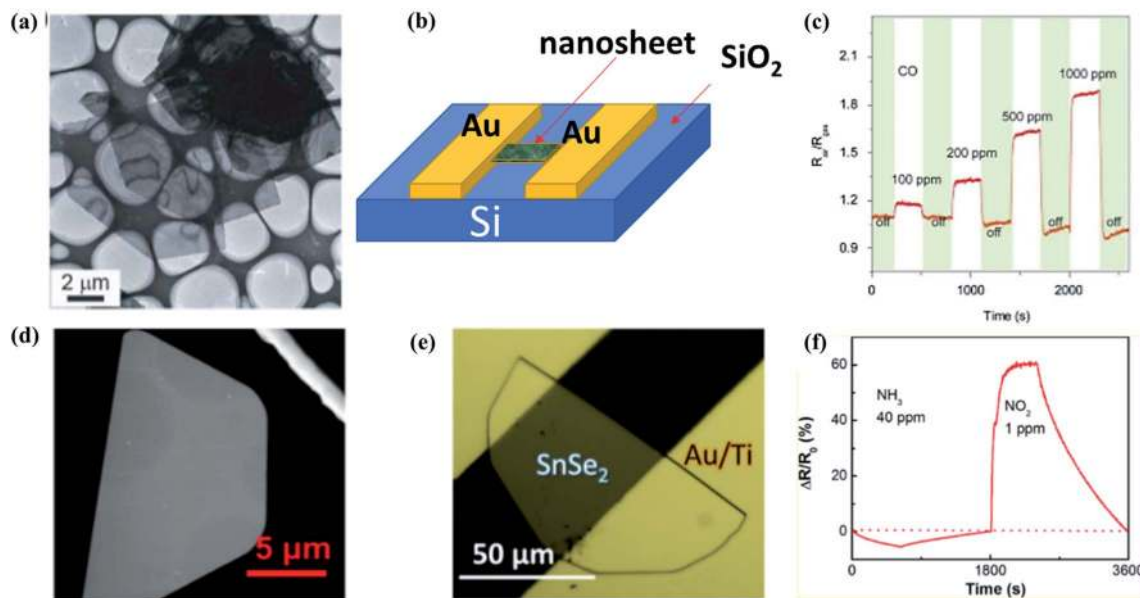 (a)
2 μm
(b)
nanosheet
SiO₂
Au
Au
Si
(c)
2.1
1.8
1.5
1.2
0.9
Rair/Rgas
CO
100 ppm
200 ppm
500 ppm
1000 ppm
off
off
off
off
off
0
1000
2000
Time (s)
(d)
5 μm
(e)
SnSe₂
Au/Ti
50 μm
(f)
60
40
20
0
ΔR/R₀ (%)
NH₃
40 ppm
NO₂
1 ppm
0
1800
3600
Time (s)